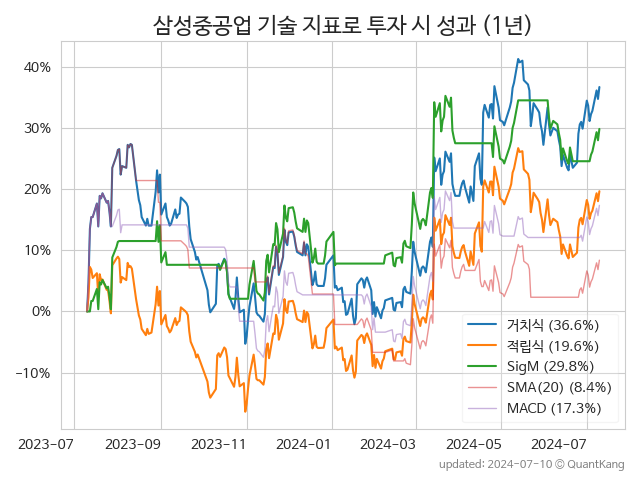 삼성중공업 기술 지표로 투자 시 성과 (1년)
40%
30%
20%
10%
0%
−10%
거치식 (36.6%)
적립식 (19.6%)
SigM (29.8%)
SMA(20) (8.4%)
MACD (17.3%)
2023-07 2023-09 2023-11 2024-01 2024-03 2024-05 2024-07
updated: 2024-07-10 © QuantKang